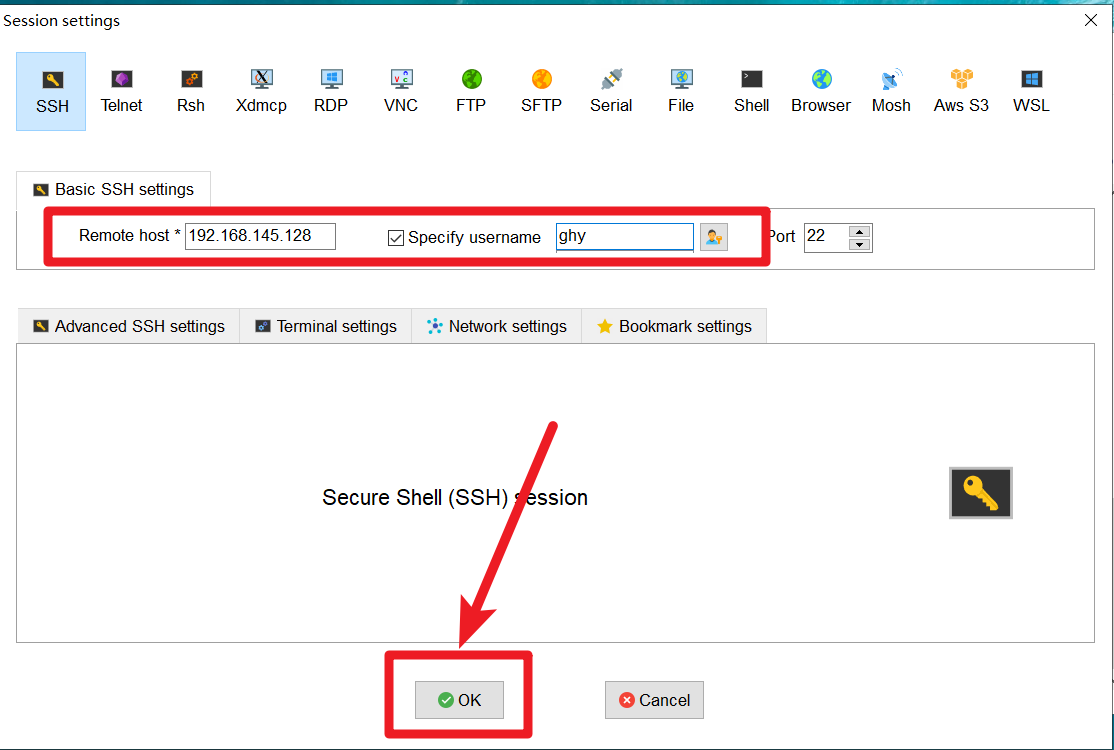 Session settings
SSH Telnet Rsh Xdmcp RDP VNC FTP SFTP Serial File Shell Browser Mosh Aws S3 WSL
Basic SSH settings
Remote host * 192.168.145.128 Specify username ghy Port 22
Advanced SSH settings Terminal settings Network settings Bookmark settings
Secure Shell (SSH) session
OK Cancel